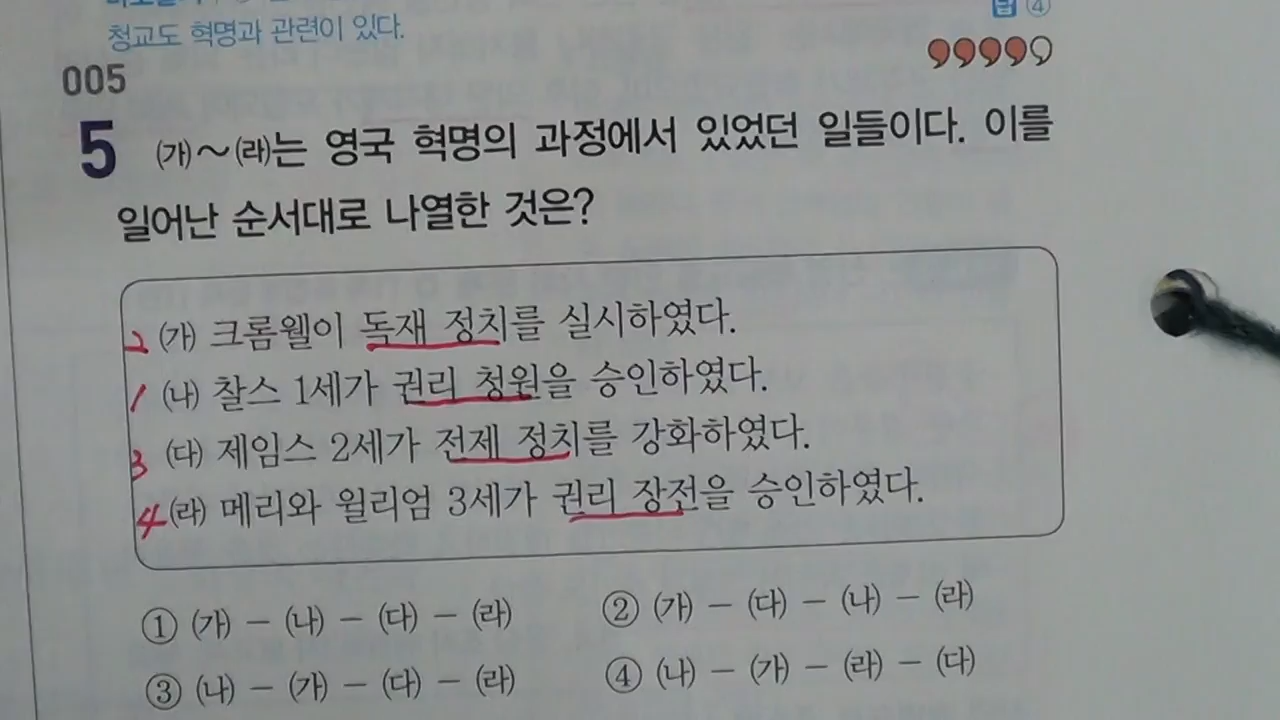 청교도 혁명과 관련이 있다.
답 ④
005
5 ㈎～㈑는 영국 혁명의 과정에서 있었던 일들이다. 이를
일어난 순서대로 나열한 것은?
2 ㈎ 크롬웰이 독재 정치를 실시하였다.
1 ㈏ 찰스 1세가 권리 청원을 승인하였다.
3 ㈐ 제임스 2세가 전제 정치를 강화하였다.
4 ㈑ 메리와 윌리엄 3세가 권리 장전을 승인하였다.
① ㈎ － ㈏ － ㈐ － ㈑ ② ㈎ － ㈐ － ㈏ － ㈑
③ ㈏ － ㈎ － ㈐ － ㈑ ④ ㈏ － ㈎ － ㈑ － ㈐